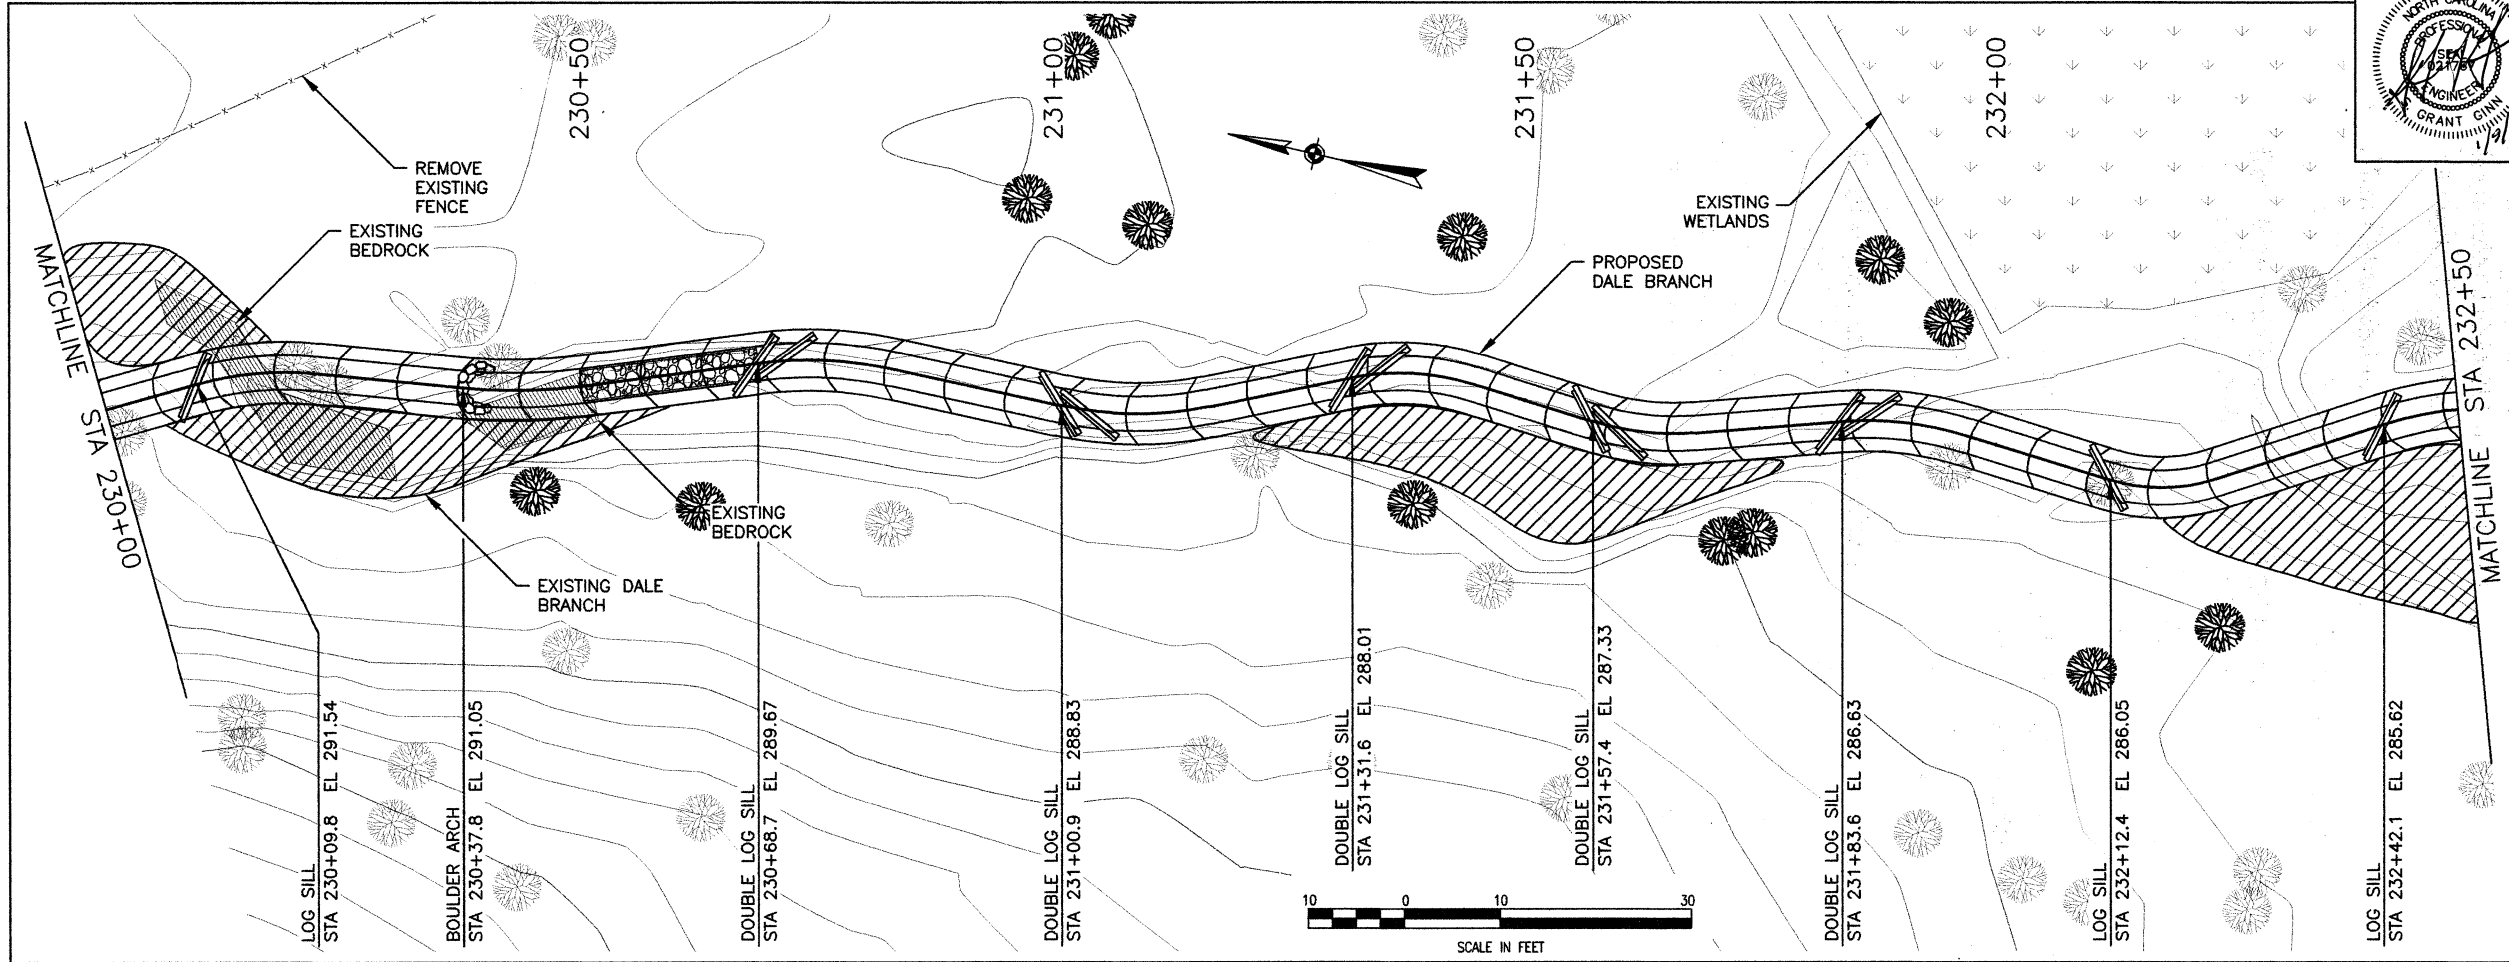 230+50
231+00
231+50
232+00
NORTH CAROLINA
PROFESSIONAL
SEAL
ENGINEER
GRANT GINN
REMOVE
EXISTING
FENCE
EXISTING
BEDROCK
EXISTING
WETLANDS
PROPOSED
DALE BRANCH
MATCHLINE STA 230+00
MATCHLINE STA 232+50
EXISTING
BEDROCK
EXISTING DALE
BRANCH
LOG SILL
STA 230+09.8 EL 291.54
BOULDER ARCH
STA 230+37.8 EL 291.05
DOUBLE LOG SILL
STA 230+68.7 EL 289.67
DOUBLE LOG SILL
STA 231+00.9 EL 288.83
DOUBLE LOG SILL
STA 231+31.6 EL 288.01
DOUBLE LOG SILL
STA 231+57.4 EL 287.33
DOUBLE LOG SILL
STA 231+83.6 EL 286.63
LOG SILL
STA 232+12.4 EL 286.05
LOG SILL
STA 232+42.1 EL 285.62
10 0 10 30
SCALE IN FEET